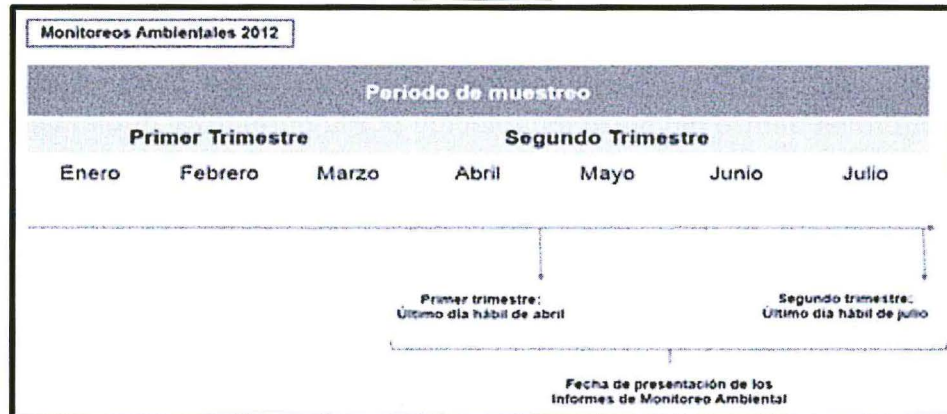 Monitoreos Ambientales 2012
Periodo de muestreo
Primer Trimestre Segundo Trimestre
Enero Febrero Marzo Abril Mayo Junio Julio
Primer trimestre:
Último día hábil de abril
Segundo trimestre:
Último día hábil de julio
Fecha de presentación de los
Informes de Monitoreo Ambiental